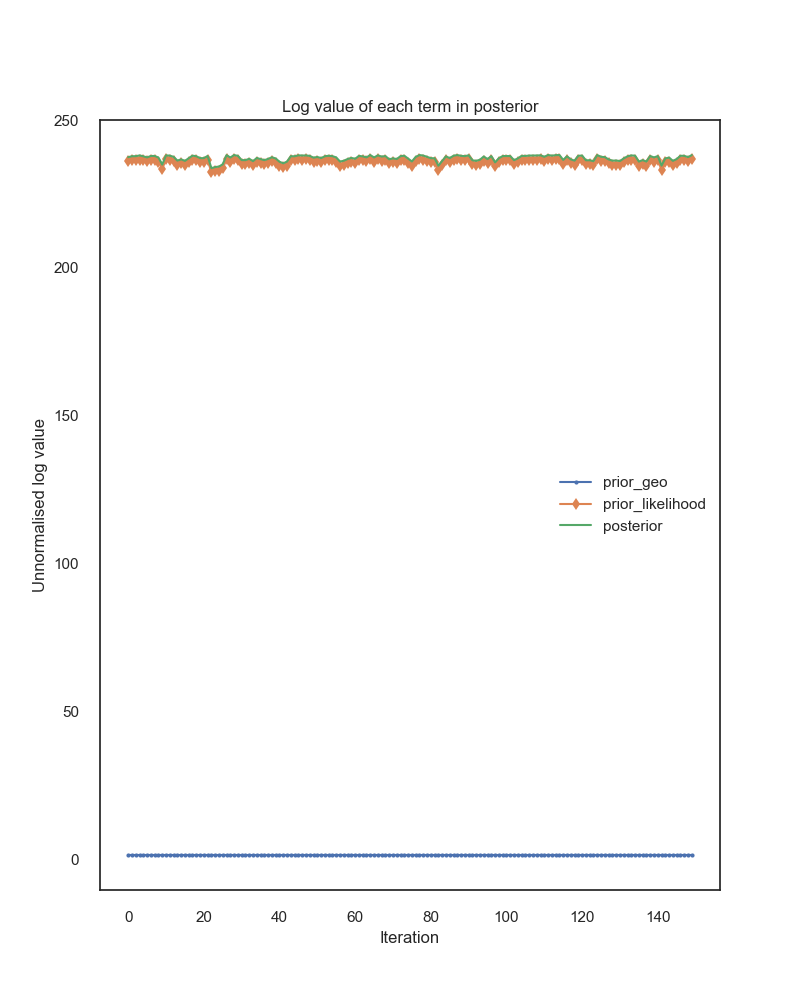 Log value of each term in posterior
250
200
150
100
50
0
Unnormalised log value
prior_geo
prior_likelihood
posterior
0 20 40 60 80 100 120 140
Iteration